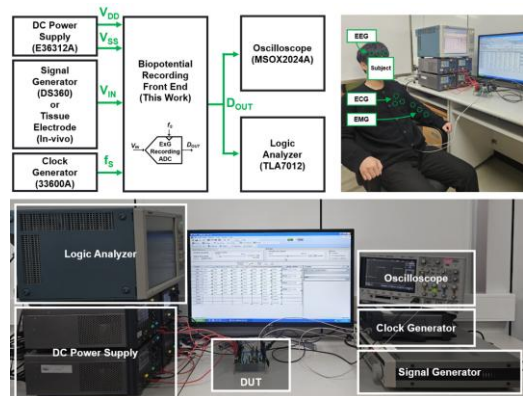 DC Power
Supply
(E36312A)
V_DD
V_SS
Signal
Generator
(DS360)
or
Tissue
Electrode
(In-vivo)
V_IN
Clock
Generator
(33600A)
f_S
Biopotential
Recording
Front End
(This Work)
f_S
V_IN
ExG
Recording
ADC
D_OUT
D_OUT
Oscilloscope
(MSOX2024A)
Logic
Analyzer
(TLA7012)
EEG
Subject
ECG
EMG
Logic Analyzer
DC Power Supply
DUT
Oscilloscope
Clock Generator
Signal Generator